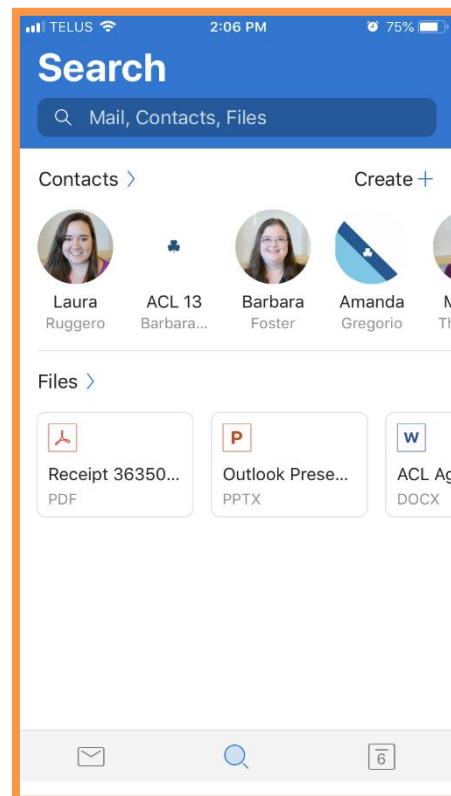 TELUS 2:06 PM 75%
Search
Mail, Contacts, Files
Contacts > Create +
Laura ACL 13 Barbara Amanda M
Ruggero Barbara... Foster Gregorio Th
Files >
P W
Receipt 36350... Outlook Prese... ACL Ag
PDF PPTX DOCX
6